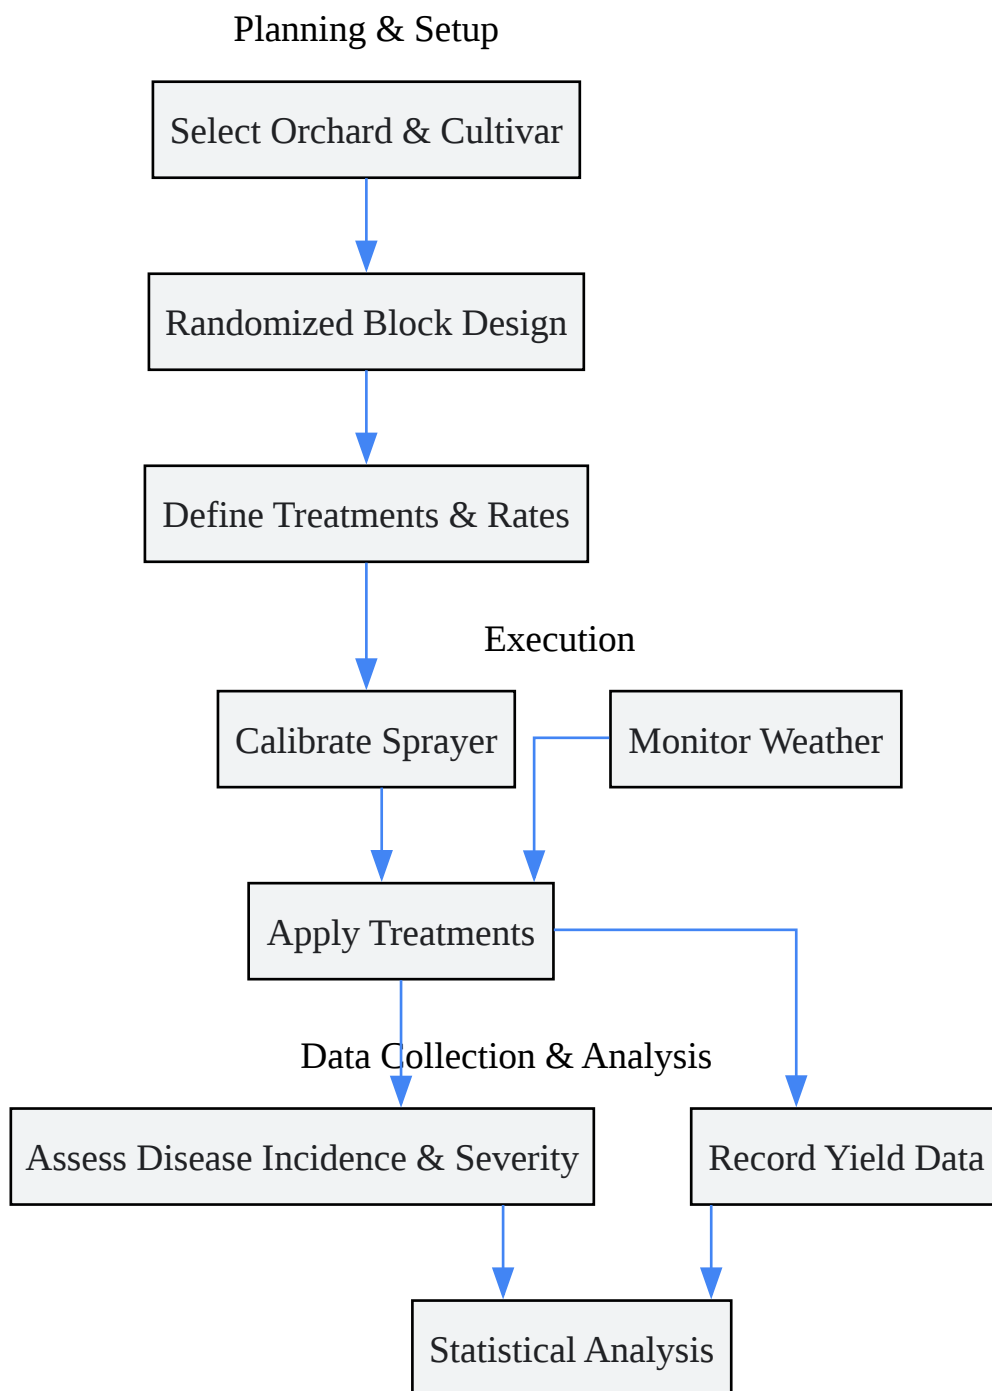 Planning & Setup
Select Orchard & Cultivar
Randomized Block Design
Define Treatments & Rates
Execution
Calibrate Sprayer
Monitor Weather
Apply Treatments
Data Collection & Analysis
Assess Disease Incidence & Severity
Record Yield Data
Statistical Analysis